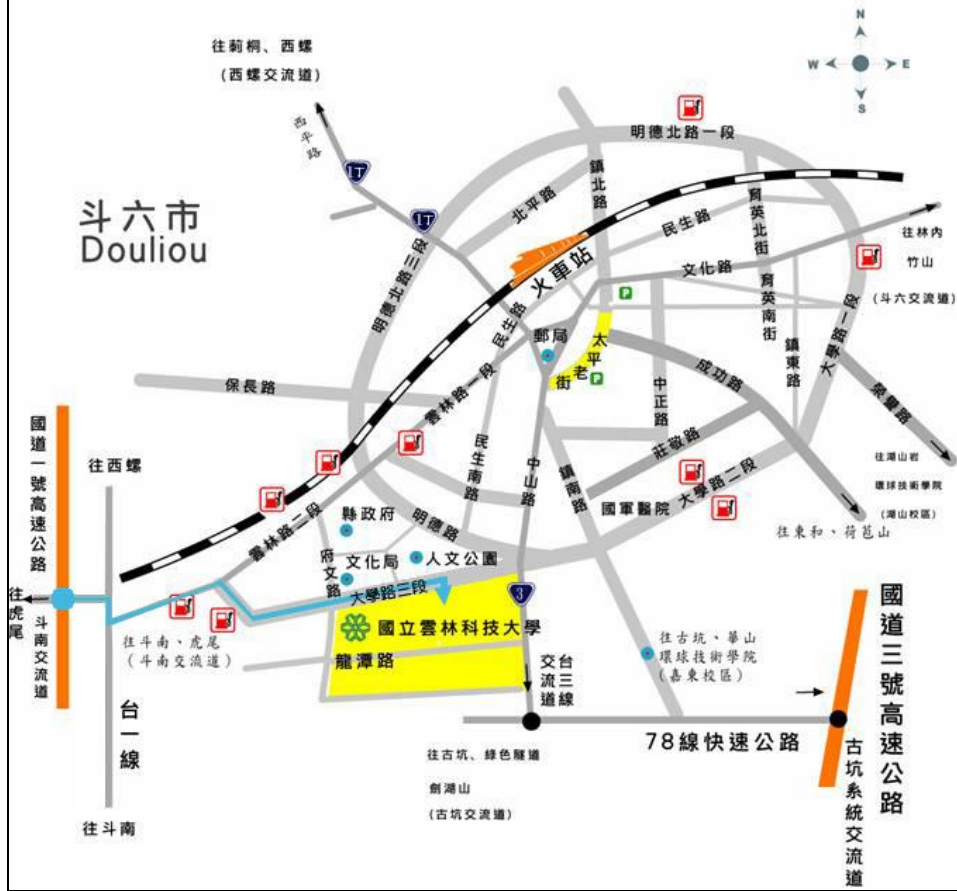 N
W
E
S
往莿桐、西螺
(西螺交流道)
西平路
1丁
1丁
斗六市
Douliou
明德北路一段
鎮北路
北平路
民生路
育英北街
往林內
竹山
(斗六交流道)
文化路
火車站
明德北路三段
民生路
P
郵局
太平老街
P
育英南街
鎮東路
大學路一段
成功路
中正路
榮譽路
保長路
雲林路一段
民生南路
中山路
鎮南路
莊敬路
國軍醫院
大學路二段
往湖山岩
環球技術學院
(湖山校區)
往東和、荷苞山
國道一號高速公路
往西螺
雲林路二段
縣政府
明德路
府文路
文化局
人文公園
大學路三段
往虎尾
斗南交流道
往斗南、虎尾
(斗南交流道)
國立雲林科技大學
龍潭路
3
台三線
交流道
往古坑、華山
環球技術學院
(嘉東校區)
國道三號高速公路
台一線
78線快速公路
往古坑、綠色隧道
劍湖山
(古坑交流道)
古坑系統交流道
往斗南